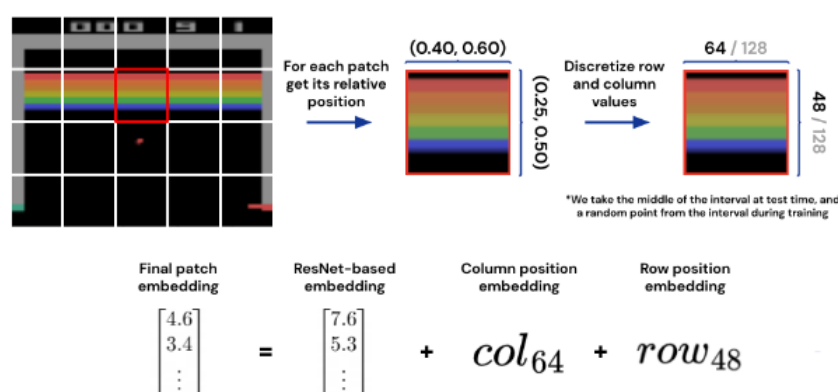 000 9 1
For each patch
get its relative
position
(0.40, 0.60)
(0.25, 0.50)
Discretize row
and column
values
64 / 128
48 / 128
*We take the middle of the interval at test time, and
a random point from the interval during training
Final patch
embedding
ResNet-based
embedding
Column position
embedding
Row position
embedding
4.6
3.4
⋮
=
7.6
5.3
⋮
+
col64
+
row48